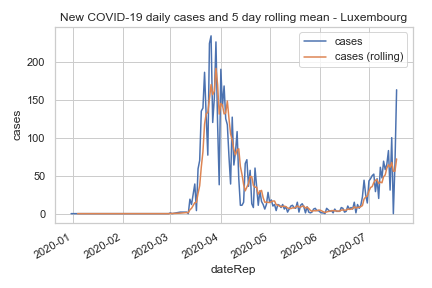 New COVID-19 daily cases and 5 day rolling mean - Luxembourg
cases
cases (rolling)
200
150
100
50
0
cases
2020-01
2020-02
2020-03
2020-04
2020-05
2020-06
2020-07
dateRep